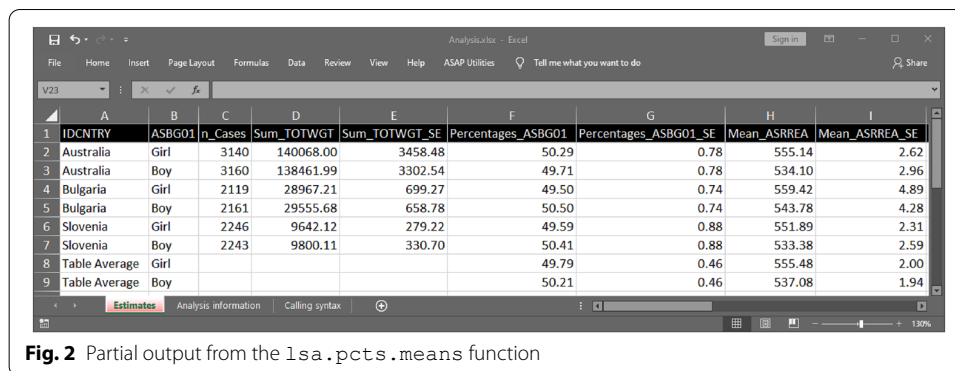 Analysis.xlsx - Excel
Sign in
File Home Insert Page Layout Formulas Data Review View Help ASAP Utilities Tell me what you want to do Share
V23 fx
A B C D E F G H I
1 IDCNTRY ASBG01 n_Cases Sum_TOTWGT Sum_TOTWGT_SE Percentages_ASBG01 Percentages_ASBG01_SE Mean_ASRREA Mean_ASRREA_SE
2 Australia Girl 3140 140068.00 3458.48 50.29 0.78 555.14 2.62
3 Australia Boy 3160 138461.99 3302.54 49.71 0.78 534.10 2.96
4 Bulgaria Girl 2119 28967.21 699.27 49.50 0.74 559.42 4.89
5 Bulgaria Boy 2161 29555.68 658.78 50.50 0.74 543.78 4.28
6 Slovenia Girl 2246 9642.12 279.22 49.59 0.88 551.89 2.31
7 Slovenia Boy 2243 9800.11 330.70 50.41 0.88 533.38 2.59
8 Table Average Girl 49.79 0.46 555.48 2.00
9 Table Average Boy 50.21 0.46 537.08 1.94
Estimates Analysis information Calling syntax
130%
Fig. 2 Partial output from the lsa.pcts.means function